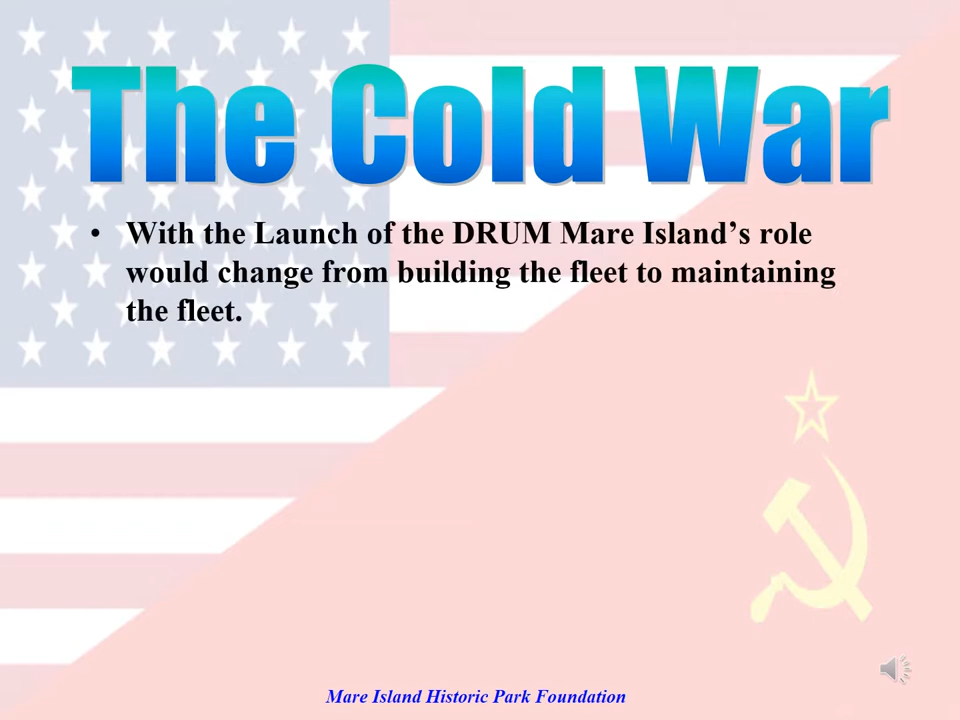 The Cold War
• With the Launch of the DRUM Mare Island’s role
would change from building the fleet to maintaining
the fleet.
Mare Island Historic Park Foundation